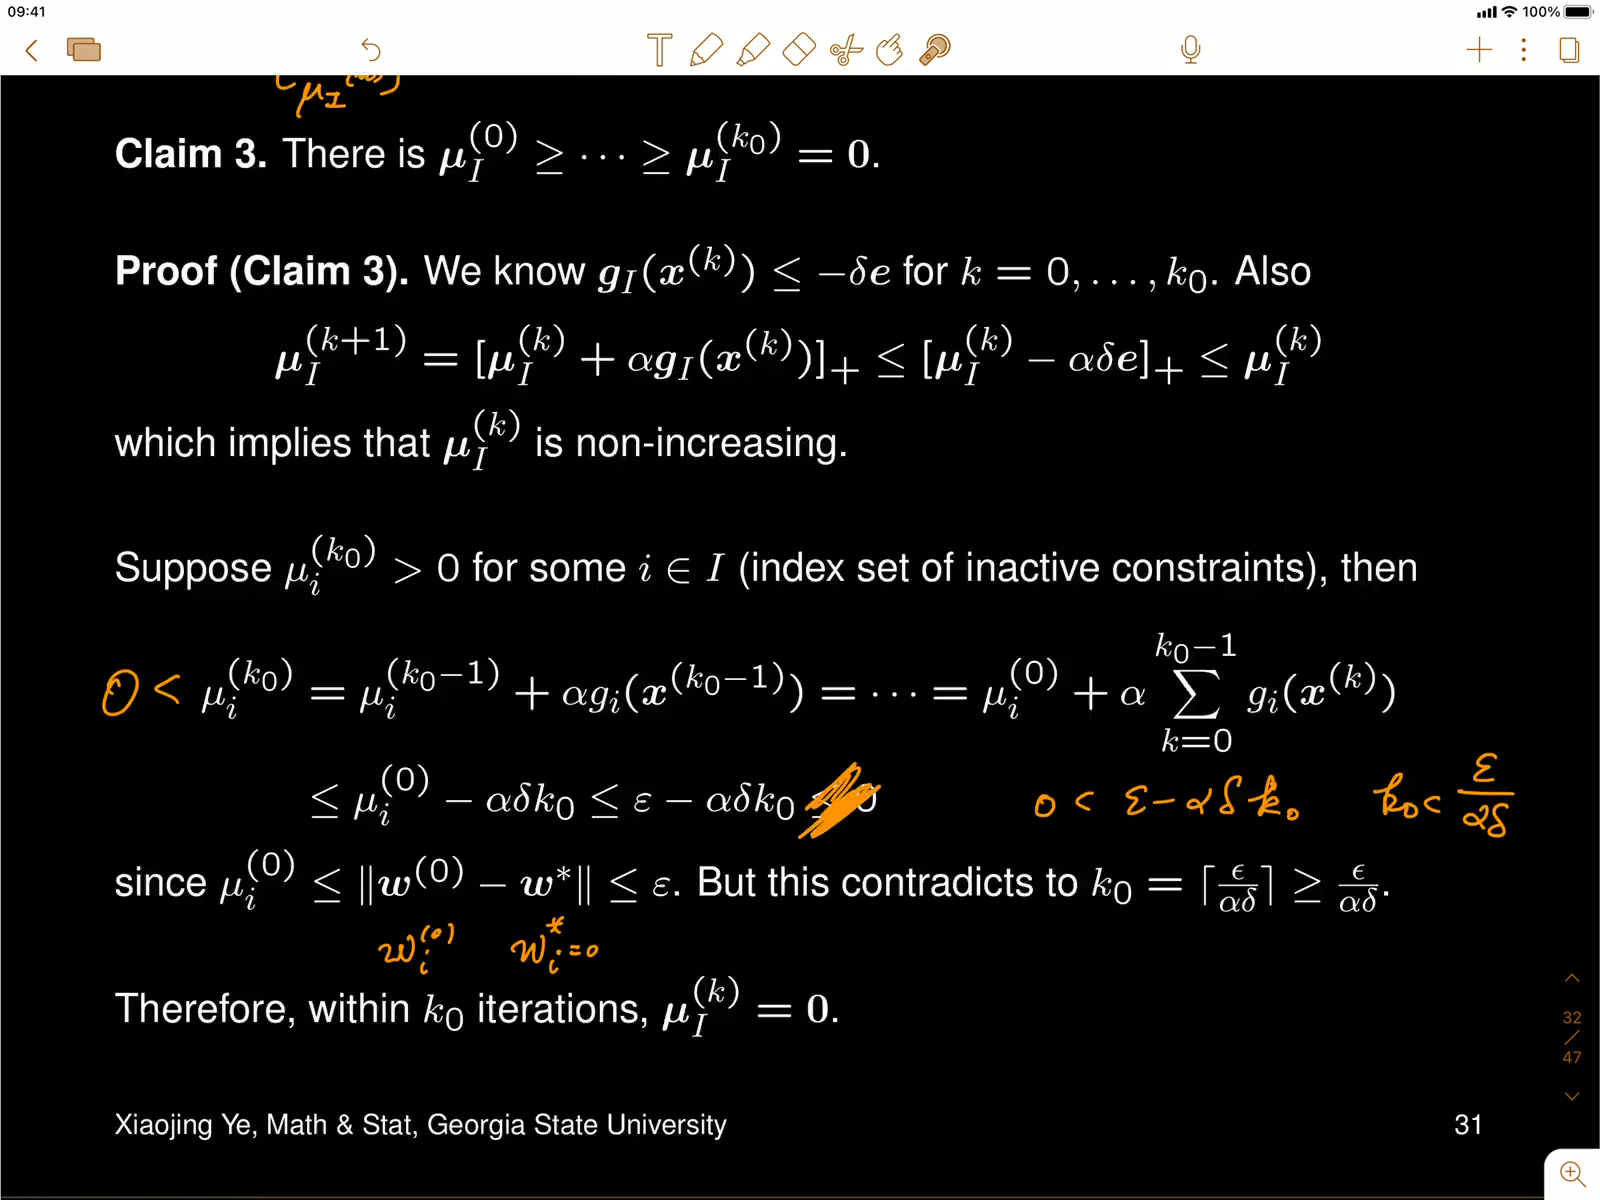 09:41 100%
μ_I
Claim 3. There is μ_I^(0) ≥ ⋯ ≥ μ_I^(k₀) = 0.
Proof (Claim 3). We know g_I(x^(k)) ≤ −δe for k = 0, . . . , k₀. Also
μ_I^(k+1) = [μ_I^(k) + αg_I(x^(k))]₊ ≤ [μ_I^(k) − αδe]₊ ≤ μ_I^(k)
which implies that μ_I^(k) is non-increasing.
Suppose μ_i^(k₀) > 0 for some i ∈ I (index set of inactive constraints), then
0 < μ_i^(k₀) = μ_i^(k₀−1) + αg_i(x^(k₀−1)) = ⋯ = μ_i^(0) + α ∑_{k=0}^{k₀−1} g_i(x^(k))
≤ μ_i^(0) − αδk₀ ≤ ε − αδk₀ ≤ 0 0 < ε − αδk₀ k₀ < ε/αδ
since μ_i^(0) ≤ ‖w^(0) − w*‖ ≤ ε. But this contradicts to k₀ = ⌈ϵ/αδ⌉ ≥ ϵ/αδ.
w_i^(0) w_i^* = 0
Therefore, within k₀ iterations, μ_I^(k) = 0.
32
/
47
Xiaojing Ye, Math & Stat, Georgia State University 31